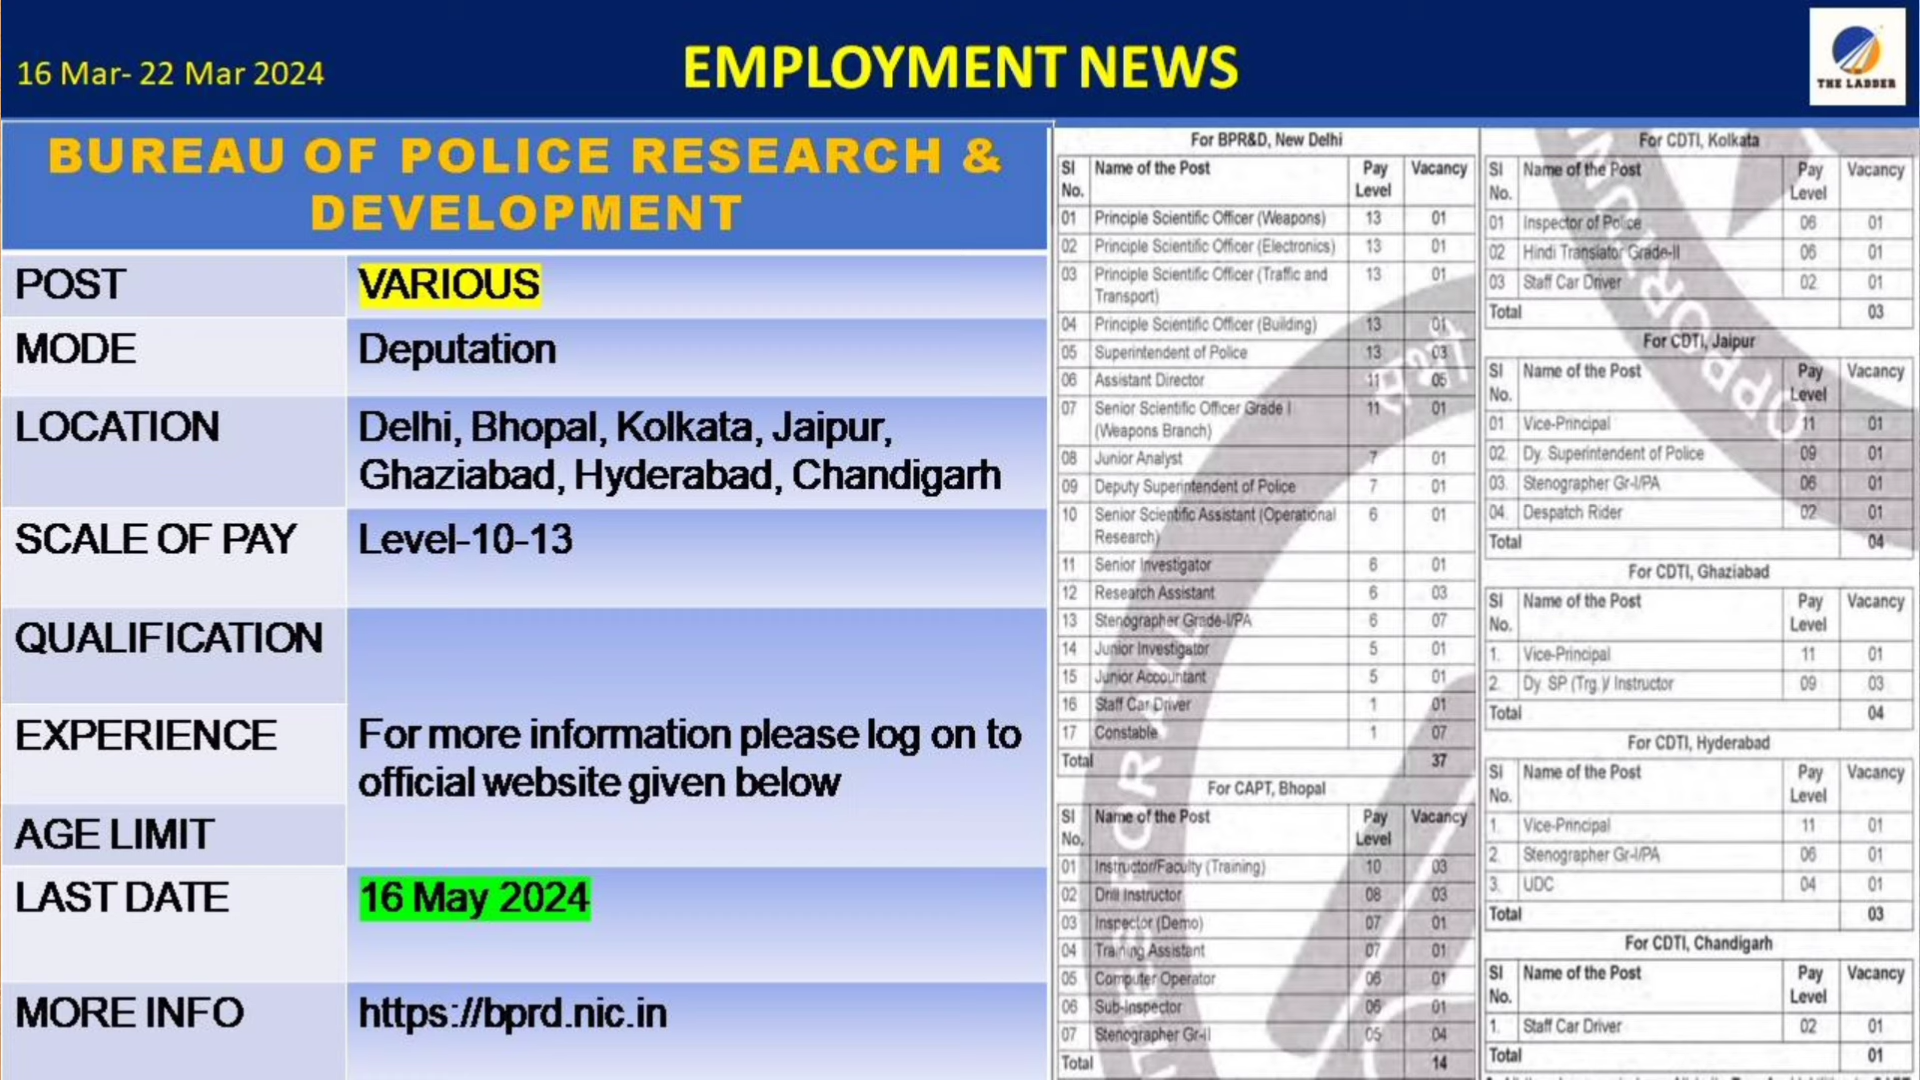 16 Mar- 22 Mar 2024
EMPLOYMENT NEWS
THE LADDER
BUREAU OF POLICE RESEARCH &
DEVELOPMENT
POST VARIOUS
MODE Deputation
LOCATION Delhi, Bhopal, Kolkata, Jaipur,
Ghaziabad, Hyderabad, Chandigarh
SCALE OF PAY Level-10-13
QUALIFICATION
EXPERIENCE For more information please log on to
official website given below
AGE LIMIT
LAST DATE 16 May 2024
MORE INFO https://bprd.nic.in
For BPR&D, New Delhi
Sl Name of the Post Pay Vacancy
No. Level
01 Principle Scientific Officer (Weapons) 13 01
02 Principle Scientific Officer (Electronics) 13 01
03 Principle Scientific Officer (Traffic and 13 01
Transport)
04 Principle Scientific Officer (Building) 13 01
05 Superintendent of Police 13 03
06 Assistant Director 11 05
07 Senior Scientific Officer Grade I 11 01
(Weapons Branch)
08 Junior Analyst 7 01
09 Deputy Superintendent of Police 7 01
10 Senior Scientific Assistant (Operational 6 01
Research)
11 Senior Investigator 6 01
12 Research Assistant 6 03
13 Stenographer Grade-I/PA 6 07
14 Junior Investigator 5 01
15 Junior Accountant 5 01
16 Staff Car Driver 1 01
17 Constable 1 07
Total 37
For CAPT, Bhopal
Sl Name of the Post Pay Vacancy
No. Level
01 Instructor/Faculty (Training) 10 03
02 Drill Instructor 08 03
03 Inspector (Demo) 07 01
04 Training Assistant 07 01
05 Computer Operator 06 01
06 Sub-Inspector 06 01
07 Stenographer Gr-II 05 04
Total 14
For CDTI, Kolkata
Sl Name of the Post Pay Vacancy
No. Level
01 Inspector of Police 06 01
02 Hindi Translator Grade-II 06 01
03 Staff Car Driver 02 01
Total 03
For CDTI, Jaipur
Sl Name of the Post Pay Vacancy
No. Level
01 Vice-Principal 11 01
02. Dy. Superintendent of Police 09 01
03. Stenographer Gr-I/PA 06 01
04. Despatch Rider 02 01
Total 04
For CDTI, Ghaziabad
Sl Name of the Post Pay Vacancy
No. Level
1. Vice-Principal 11 01
2. Dy. SP (Trg.)/ Instructor 09 03
Total 04
For CDTI, Hyderabad
Sl Name of the Post Pay Vacancy
No. Level
1. Vice-Principal 11 01
2. Stenographer Gr-I/PA 06 01
3. UDC 04 01
Total 03
For CDTI, Chandigarh
Sl Name of the Post Pay Vacancy
No. Level
1. Staff Car Driver 02 01
Total 01